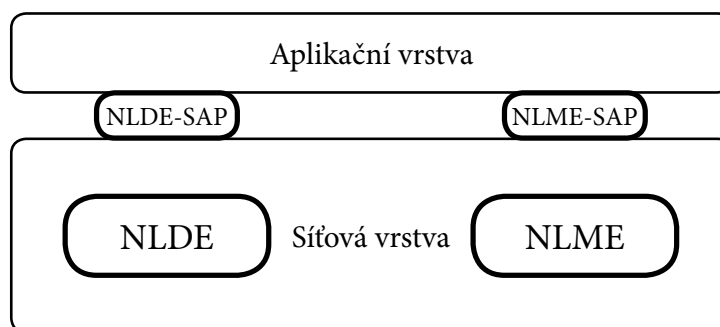 Aplikační vrstva
NLDE-SAP NLME-SAP
NLDE Síťová vrstva NLME